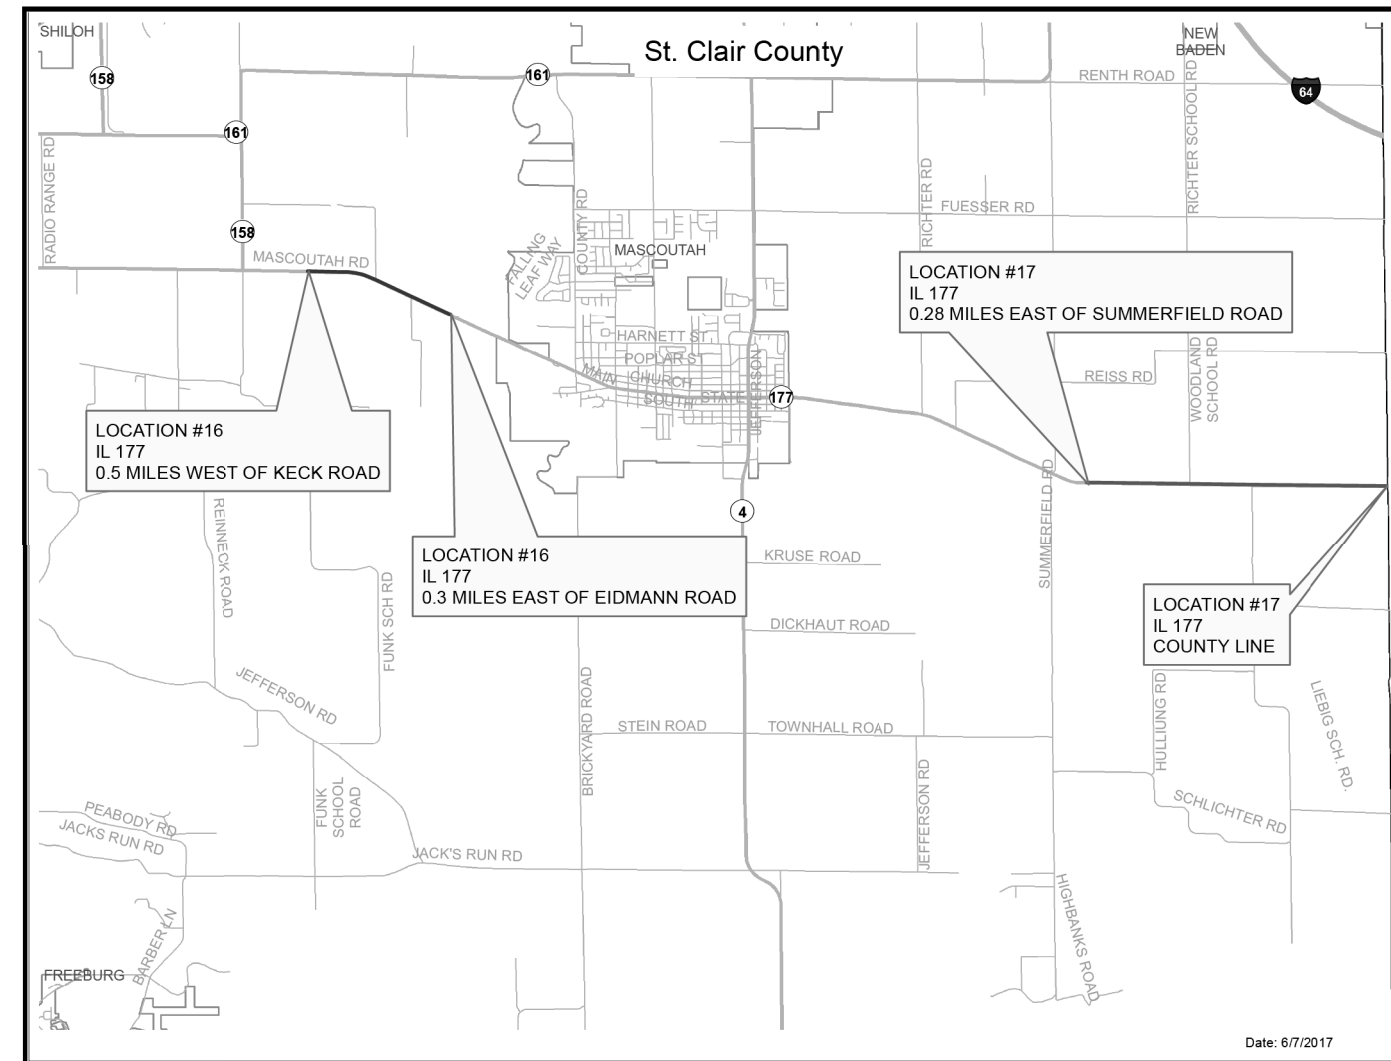 SHILOH
St. Clair County
NEW
BADEN
158
161
RENTH ROAD
64
161
RADIO RANGE RD
RICHTER SCHOOL RD
RICHTER RD
COUNTY RD
FUESSER RD
158
MASCOUTAH RD
FALLING
LEAF WAY
MASCOUTAH
LOCATION #17
IL 177
0.28 MILES EAST OF SUMMERFIELD ROAD
HARNETT ST
POPLAR ST
MAIN
CHURCH
SOUTH
STATE
JEFFERSON
177
REISS RD
WOODLAND
SCHOOL RD
LOCATION #16
IL 177
0.5 MILES WEST OF KECK ROAD
4
REINNECK ROAD
SUMMERFIELD RD
LOCATION #16
IL 177
0.3 MILES EAST OF EIDMANN ROAD
KRUSE ROAD
FUNK SCH RD
LOCATION #17
IL 177
COUNTY LINE
DICKHAUT ROAD
JEFFERSON RD
BRICKYARD ROAD
STEIN ROAD
TOWNHALL ROAD
HULLIUNG RD
LIEBIG SCH. RD.
FUNK
SCHOOL
ROAD
PEABODY RD
JACKS RUN RD
JEFFERSON RD
SCHLICHTER RD
JACK'S RUN RD
HIGHBANKS ROAD
BARBER LN
FREEBURG
Date: 6/7/2017